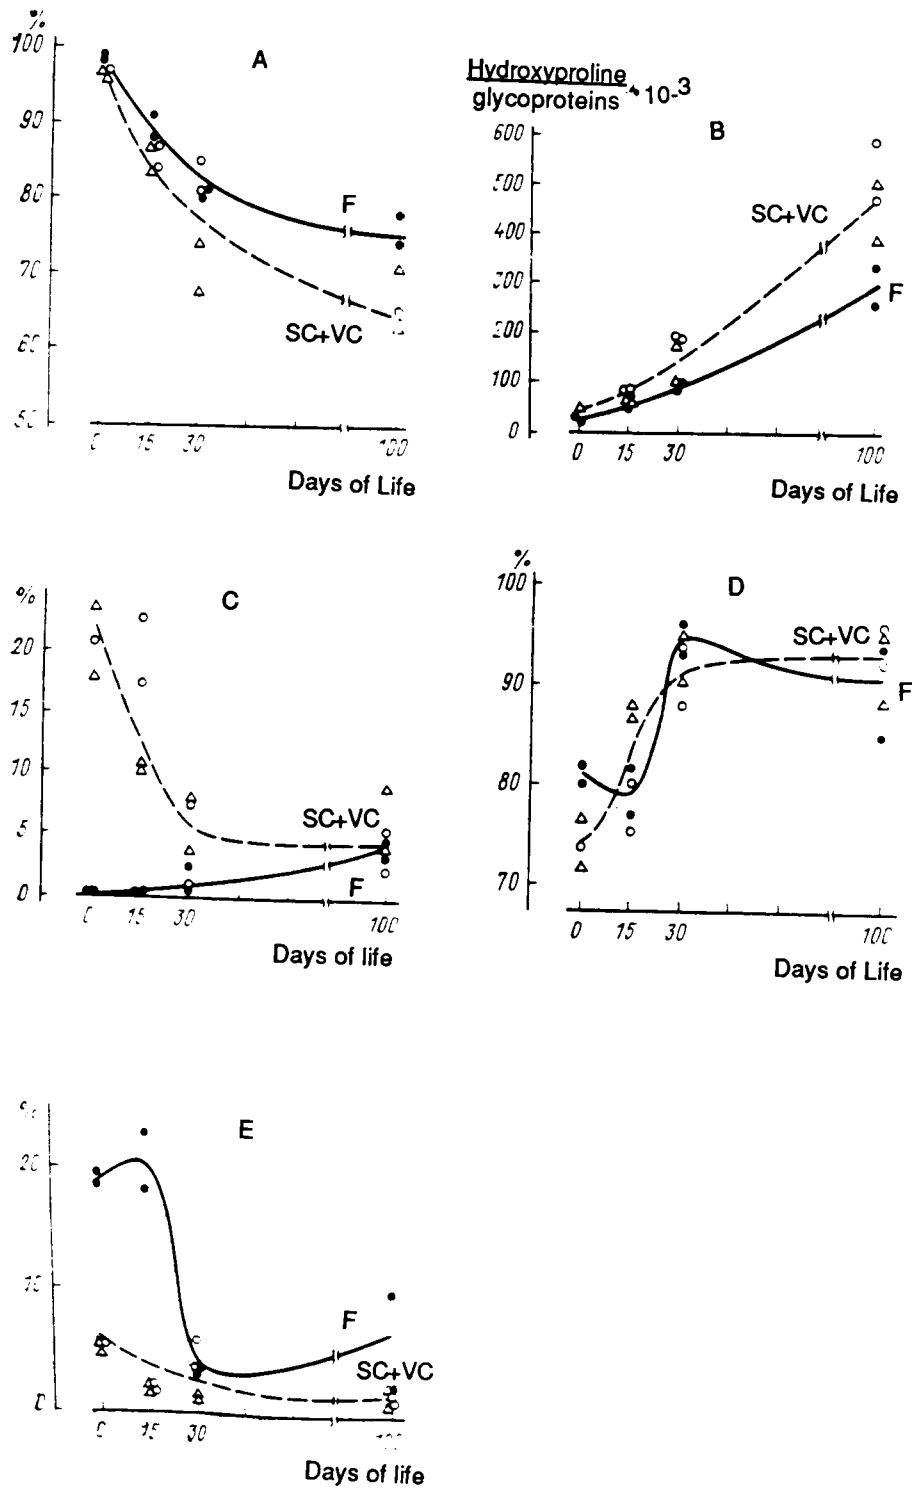 %
A
100
90
80
70
60
50
F
SC+VC
0 15 30 100
Days of Life
Hydroxyproline
glycoproteins · 10-3
B
600
500
400
300
200
100
0
SC+VC
F
0 15 30 100
Days of Life
%
C
20
15
10
5
0
SC+VC
F
0 15 30 100
Days of life
%
D
100
90
80
70
SC+VC
F
0 15 30 100
Days of Life
E
20
10
0
F
SC+VC
0 15 30
Days of life